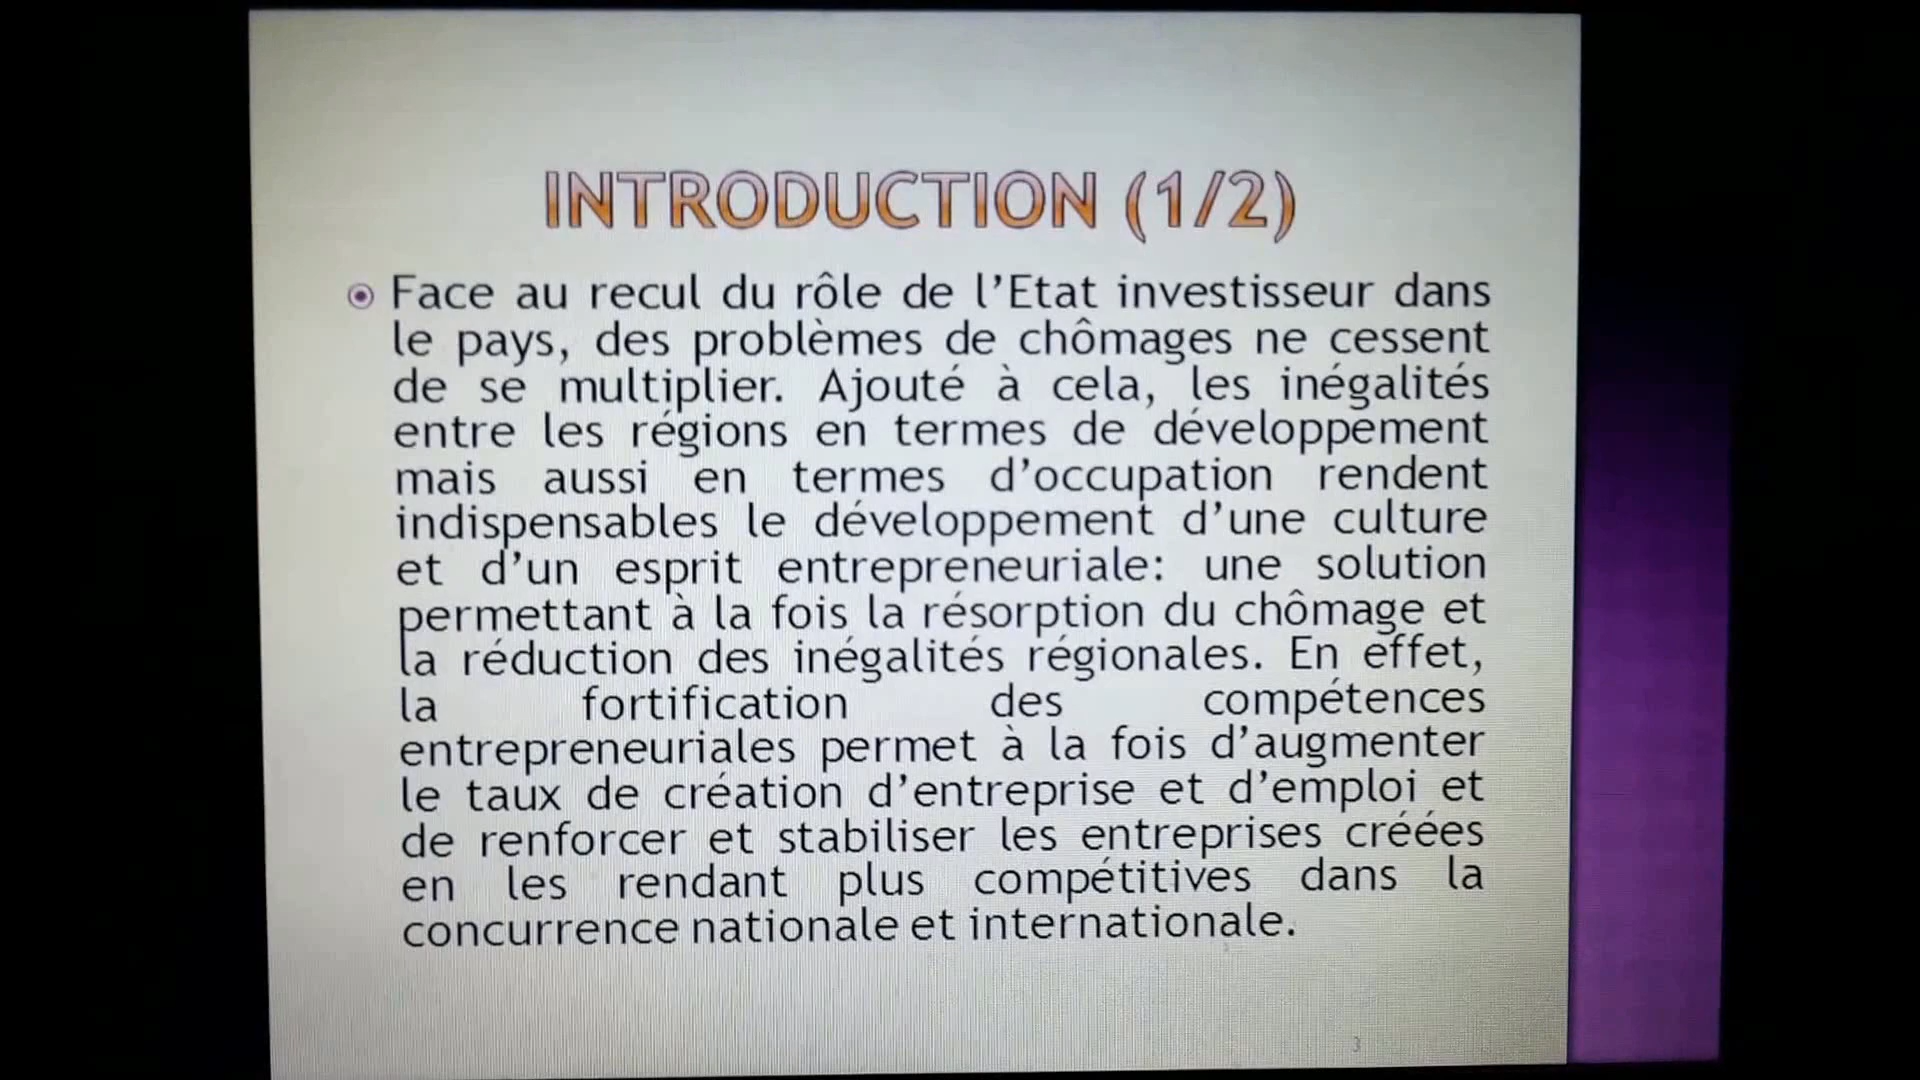 INTRODUCTION (1/2)
Face au recul du rôle de l’Etat investisseur dans
le pays, des problèmes de chômages ne cessent
de se multiplier. Ajouté à cela, les inégalités
entre les régions en termes de développement
mais aussi en termes d’occupation rendent
indispensables le développement d’une culture
et d’un esprit entrepreneuriale: une solution
permettant à la fois la résorption du chômage et
la réduction des inégalités régionales. En effet,
la fortification des compétences
entrepreneuriales permet à la fois d’augmenter
le taux de création d’entreprise et d’emploi et
de renforcer et stabiliser les entreprises créées
en les rendant plus compétitives dans la
concurrence nationale et internationale.
3